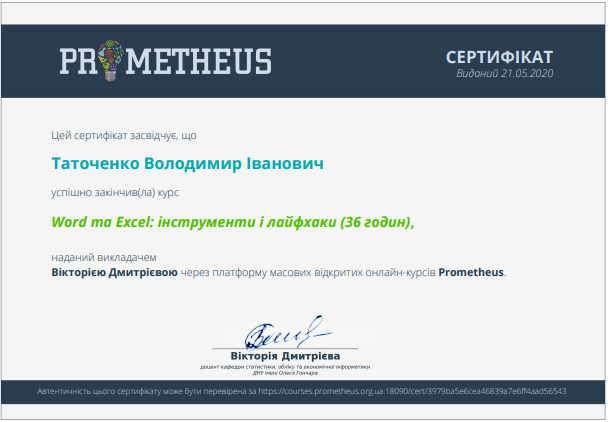 PROMETHEUS
СЕРТИФІКАТ
Виданий 21.05.2020
Цей сертифікат засвідчує, що
Таточенко Володимир Іванович
успішно закінчив(ла) курс
Word та Excel: інструменти і лайфхаки (36 годин),
наданий викладачем
Вікторією Дмитрієвою через платформу масових відкритих онлайн-курсів Prometheus.
Вікторія Дмитрієва
доцент кафедри статистики, обліку та економічної інформатики
ДНУ імені Олеся Гончара
Автентичність цього сертифікату може бути перевірена за https://courses.prometheus.org.ua:18090/cert/3979ba5e6cea46839a7e6ff4aad56543